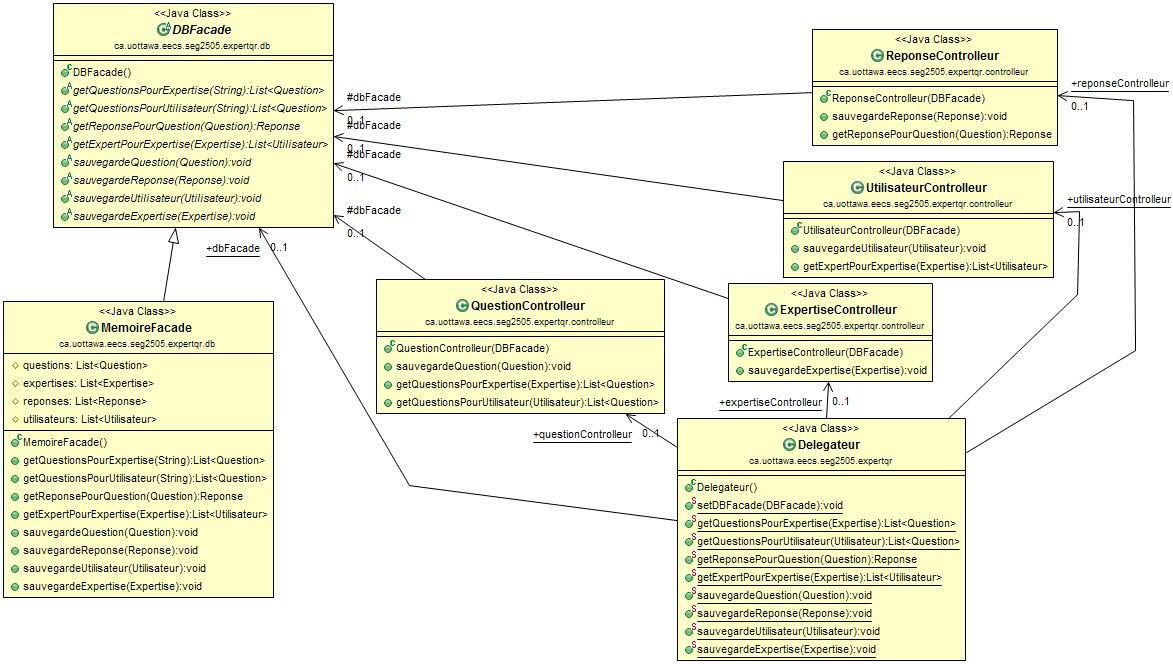 <<Java Class>>
DBFacade
ca.uottawa.eecs.seg2505.expertqr.db
DBFacade()
getQuestionsPourExpertise(String):List<Question>
getQuestionsPourUtilisateur(String):List<Question>
getReponsePourQuestion(Question):Reponse
getExpertPourExpertise(Expertise):List<Utilisateur>
sauvegardeQuestion(Question):void
sauvegardeReponse(Reponse):void
sauvegardeUtilisateur(Utilisateur):void
sauvegardeExpertise(Expertise):void
#dbFacade
0..1
#dbFacade
0..1
#dbFacade
0..1
#dbFacade
0..1
+dbFacade
0..1
<<Java Class>>
ReponseControlleur
ca.uottawa.eecs.seg2505.expertqr.controlleur
ReponseControlleur(DBFacade)
sauvegardeReponse(Reponse):void
getReponsePourQuestion(Question):Reponse
+reponseControlleur
0..1
<<Java Class>>
UtilisateurControlleur
ca.uottawa.eecs.seg2505.expertqr.controlleur
UtilisateurControlleur(DBFacade)
sauvegardeUtilisateur(Utilisateur):void
getExpertPourExpertise(Expertise):List<Utilisateur>
+utilisateurControlleur
0..1
<<Java Class>>
MemoireFacade
ca.uottawa.eecs.seg2505.expertqr.db
questions: List<Question>
expertises: List<Expertise>
reponses: List<Reponse>
utilisateurs: List<Utilisateur>
MemoireFacade()
getQuestionsPourExpertise(String):List<Question>
getQuestionsPourUtilisateur(String):List<Question>
getReponsePourQuestion(Question):Reponse
getExpertPourExpertise(Expertise):List<Utilisateur>
sauvegardeQuestion(Question):void
sauvegardeReponse(Reponse):void
sauvegardeUtilisateur(Utilisateur):void
sauvegardeExpertise(Expertise):void
<<Java Class>>
QuestionControlleur
ca.uottawa.eecs.seg2505.expertqr.controlleur
QuestionControlleur(DBFacade)
sauvegardeQuestion(Question):void
getQuestionsPourExpertise(Expertise):List<Question>
getQuestionsPourUtilisateur(Utilisateur):List<Question>
+questionControlleur
0..1
<<Java Class>>
ExpertiseControlleur
ca.uottawa.eecs.seg2505.expertqr.controlleur
ExpertiseControlleur(DBFacade)
sauvegardeExpertise(Expertise):void
+expertiseControlleur
0..1
<<Java Class>>
Delegateur
ca.uottawa.eecs.seg2505.expertqr
Delegateur()
setDBFacade(DBFacade):void
getQuestionsPourExpertise(Expertise):List<Question>
getQuestionsPourUtilisateur(Utilisateur):List<Question>
getReponsePourQuestion(Question):Reponse
getExpertPourExpertise(Expertise):List<Utilisateur>
sauvegardeQuestion(Question):void
sauvegardeReponse(Reponse):void
sauvegardeUtilisateur(Utilisateur):void
sauvegardeExpertise(Expertise):void